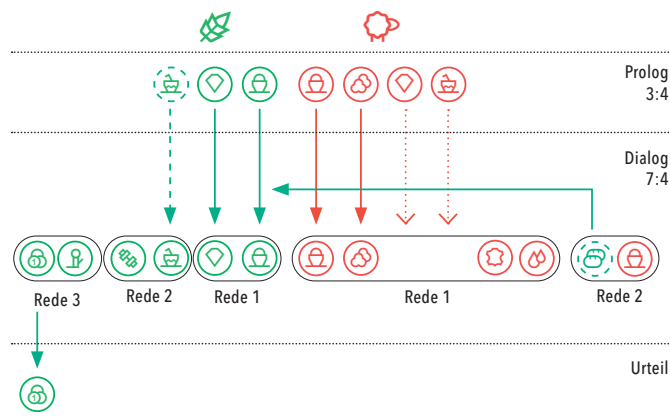 Prolog
3:4
Dialog
7:4
Rede 3
Rede 2
Rede 1
Rede 1
Rede 2
Urteil